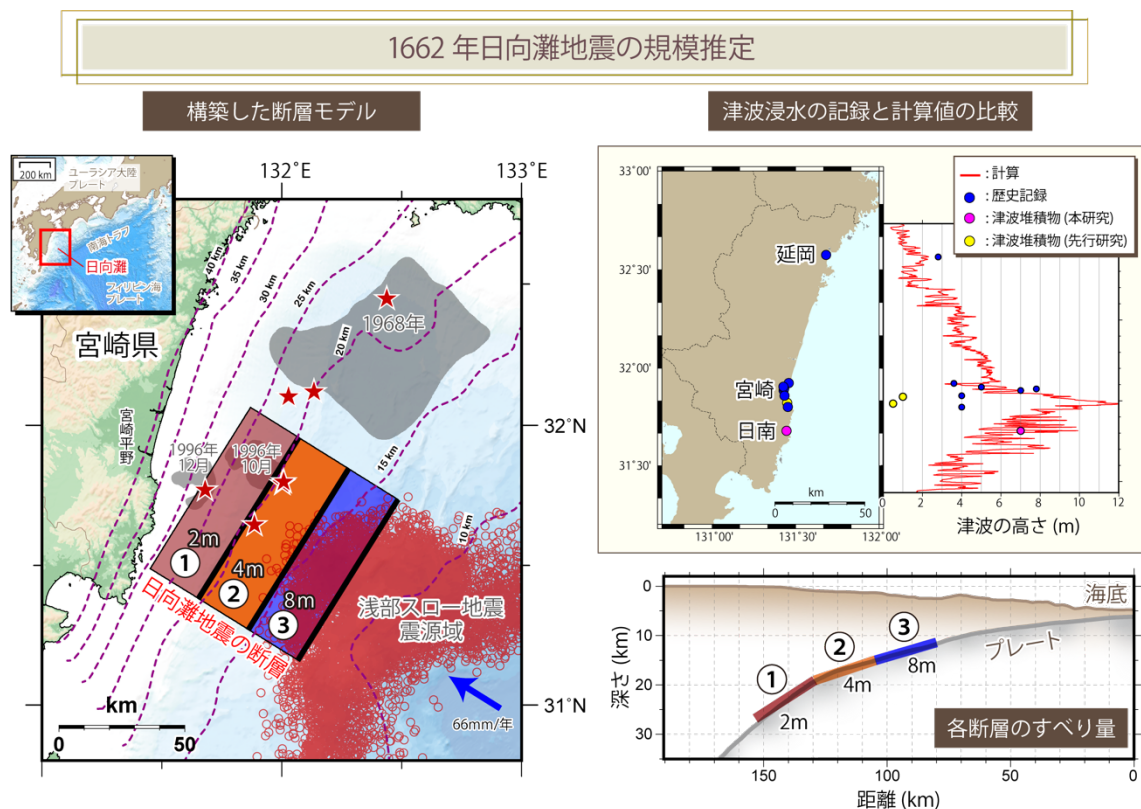 1662年日向灘地震の規模推定
構築した断層モデル
津波浸水の記録と計算値の比較
132°E
133°E
200 km
ユーラシア大陸
プレート
南海トラフ
日向灘
フィリピン海
プレート
40 km
35 km
30 km
25 km
20 km
15 km
10 km
1968年
宮崎県
宮崎平野
32°N
31°N
1996年
12月
1996年
10月
2m
①
4m
②
8m
③
日向灘地震の断層
浅部スロー地震
震源域
66mm/年
km
0
50
33°00'
32°30'
32°00'
31°30'
131°00'
131°30'
132°00'
延岡
宮崎
日南
km
0
50
: 計算
: 歴史記録
: 津波堆積物 (本研究)
: 津波堆積物 (先行研究)
0
2
4
6
8
10
12
津波の高さ (m)
0
10
20
30
深さ (km)
海底
プレート
①
2m
②
4m
③
8m
各断層のすべり量
150
100
50
0
距離 (km)